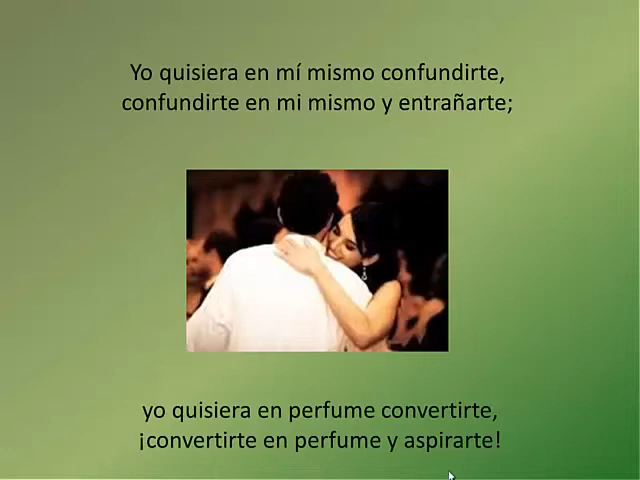 Yo quisiera en mí mismo confundirte,
confundirte en mi mismo y entrañarte;
yo quisiera en perfume convertirte,
¡convertirte en perfume y aspirarte!